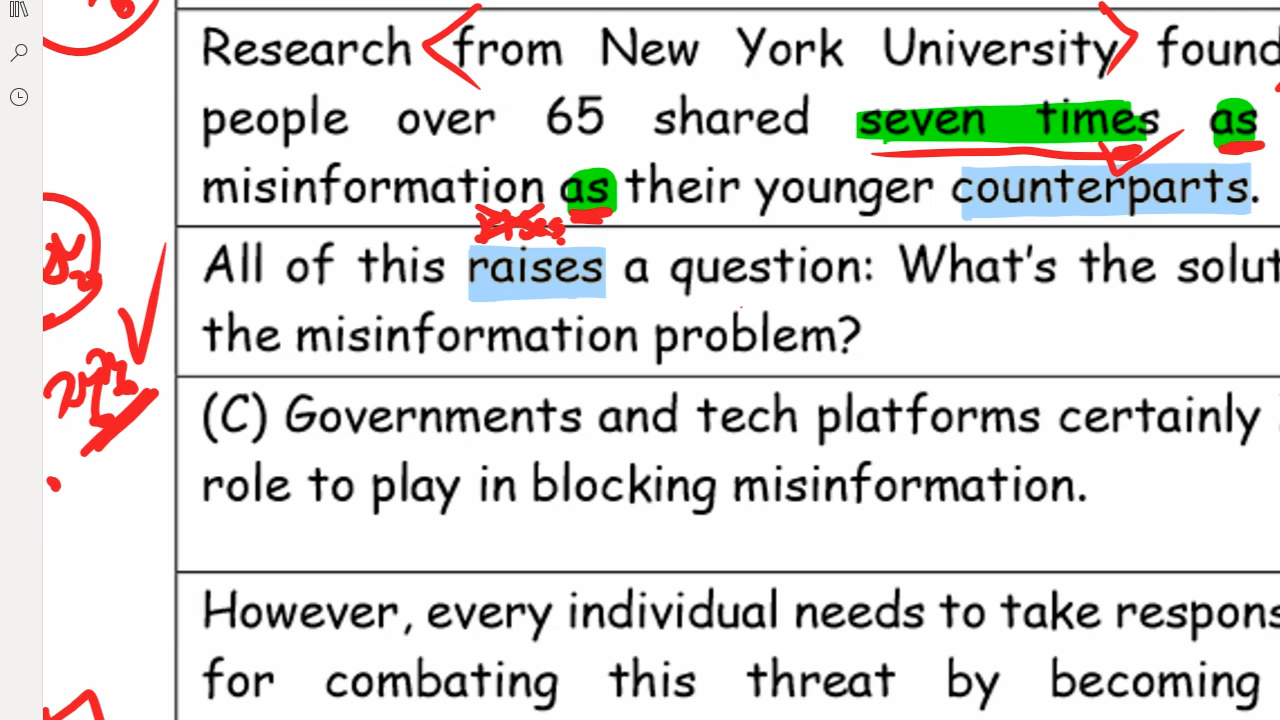 Research from New York University found
people over 65 shared seven times as
misinformation as their younger counterparts.
All of this raises a question: What's the solut
the misinformation problem?
(C) Governments and tech platforms certainly
role to play in blocking misinformation.
However, every individual needs to take respons
for combating this threat by becoming